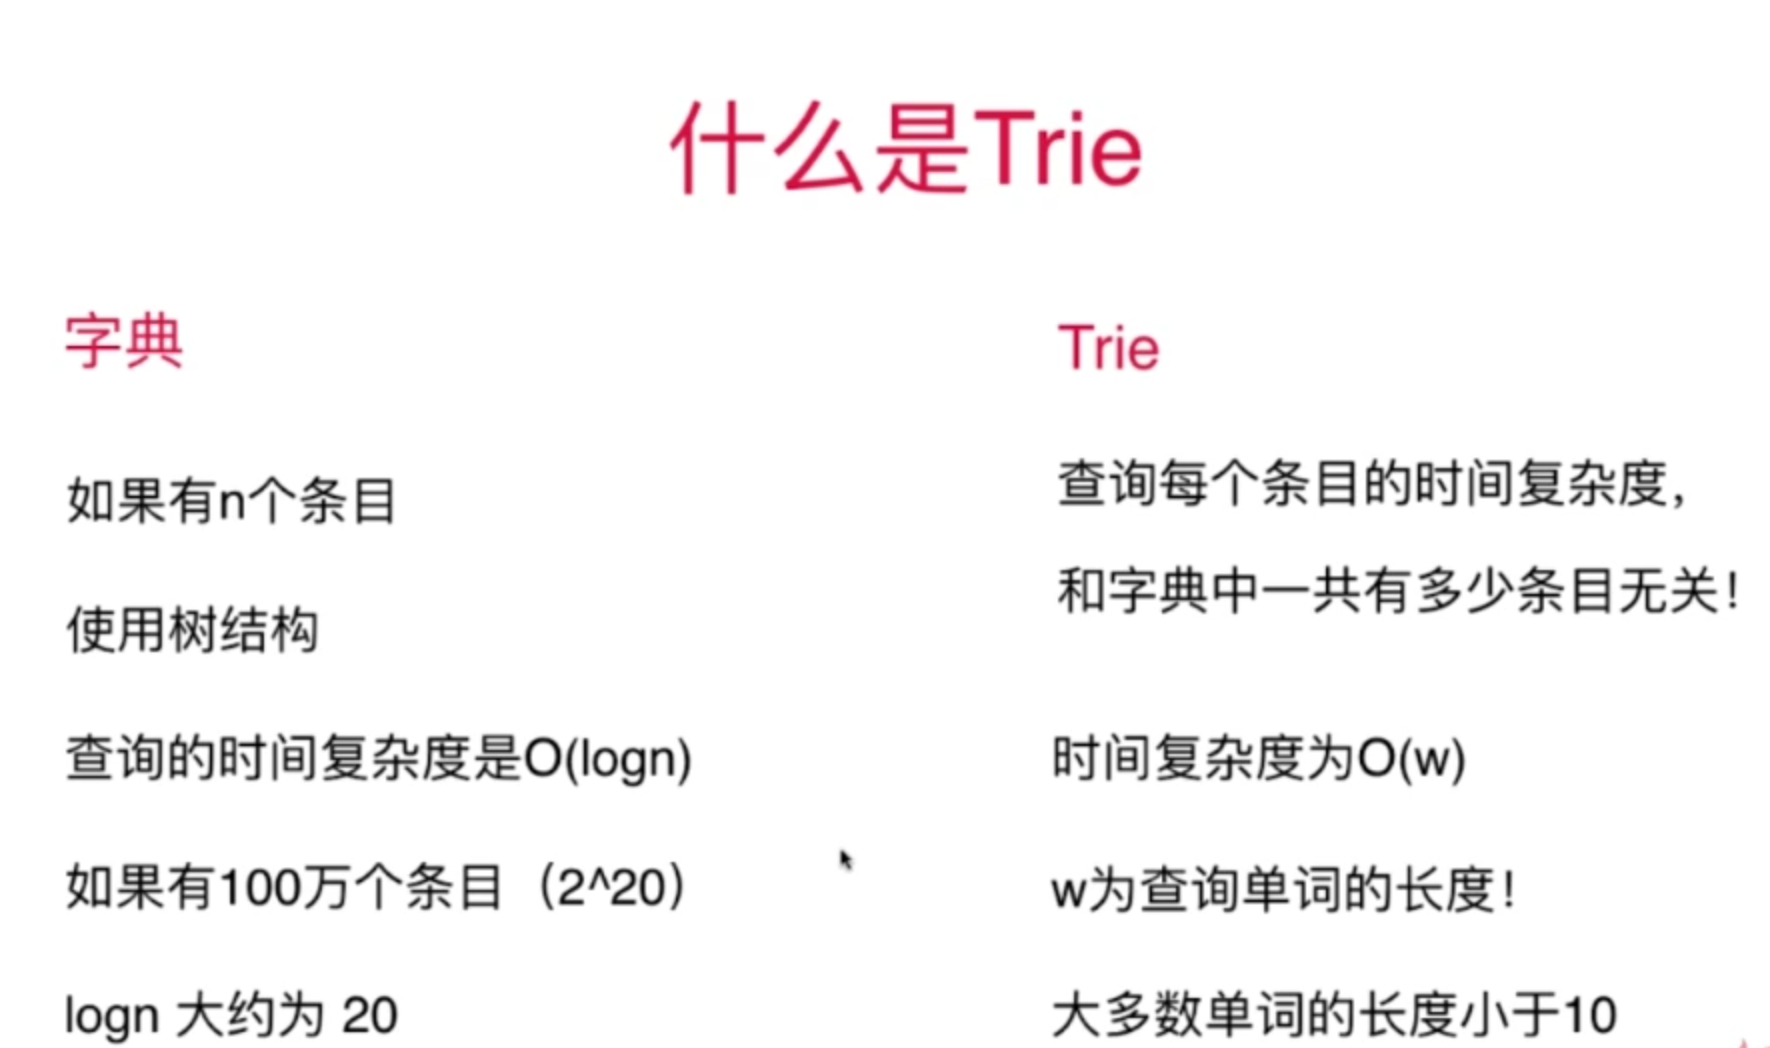 什么是Trie
字典
如果有n个条目
使用树结构
查询的时间复杂度是O(logn)
如果有100万个条目（2^20）
logn 大约为 20
Trie
查询每个条目的时间复杂度，
和字典中一共有多少条目无关！
时间复杂度为O(w)
w为查询单词的长度！
大多数单词的长度小于10